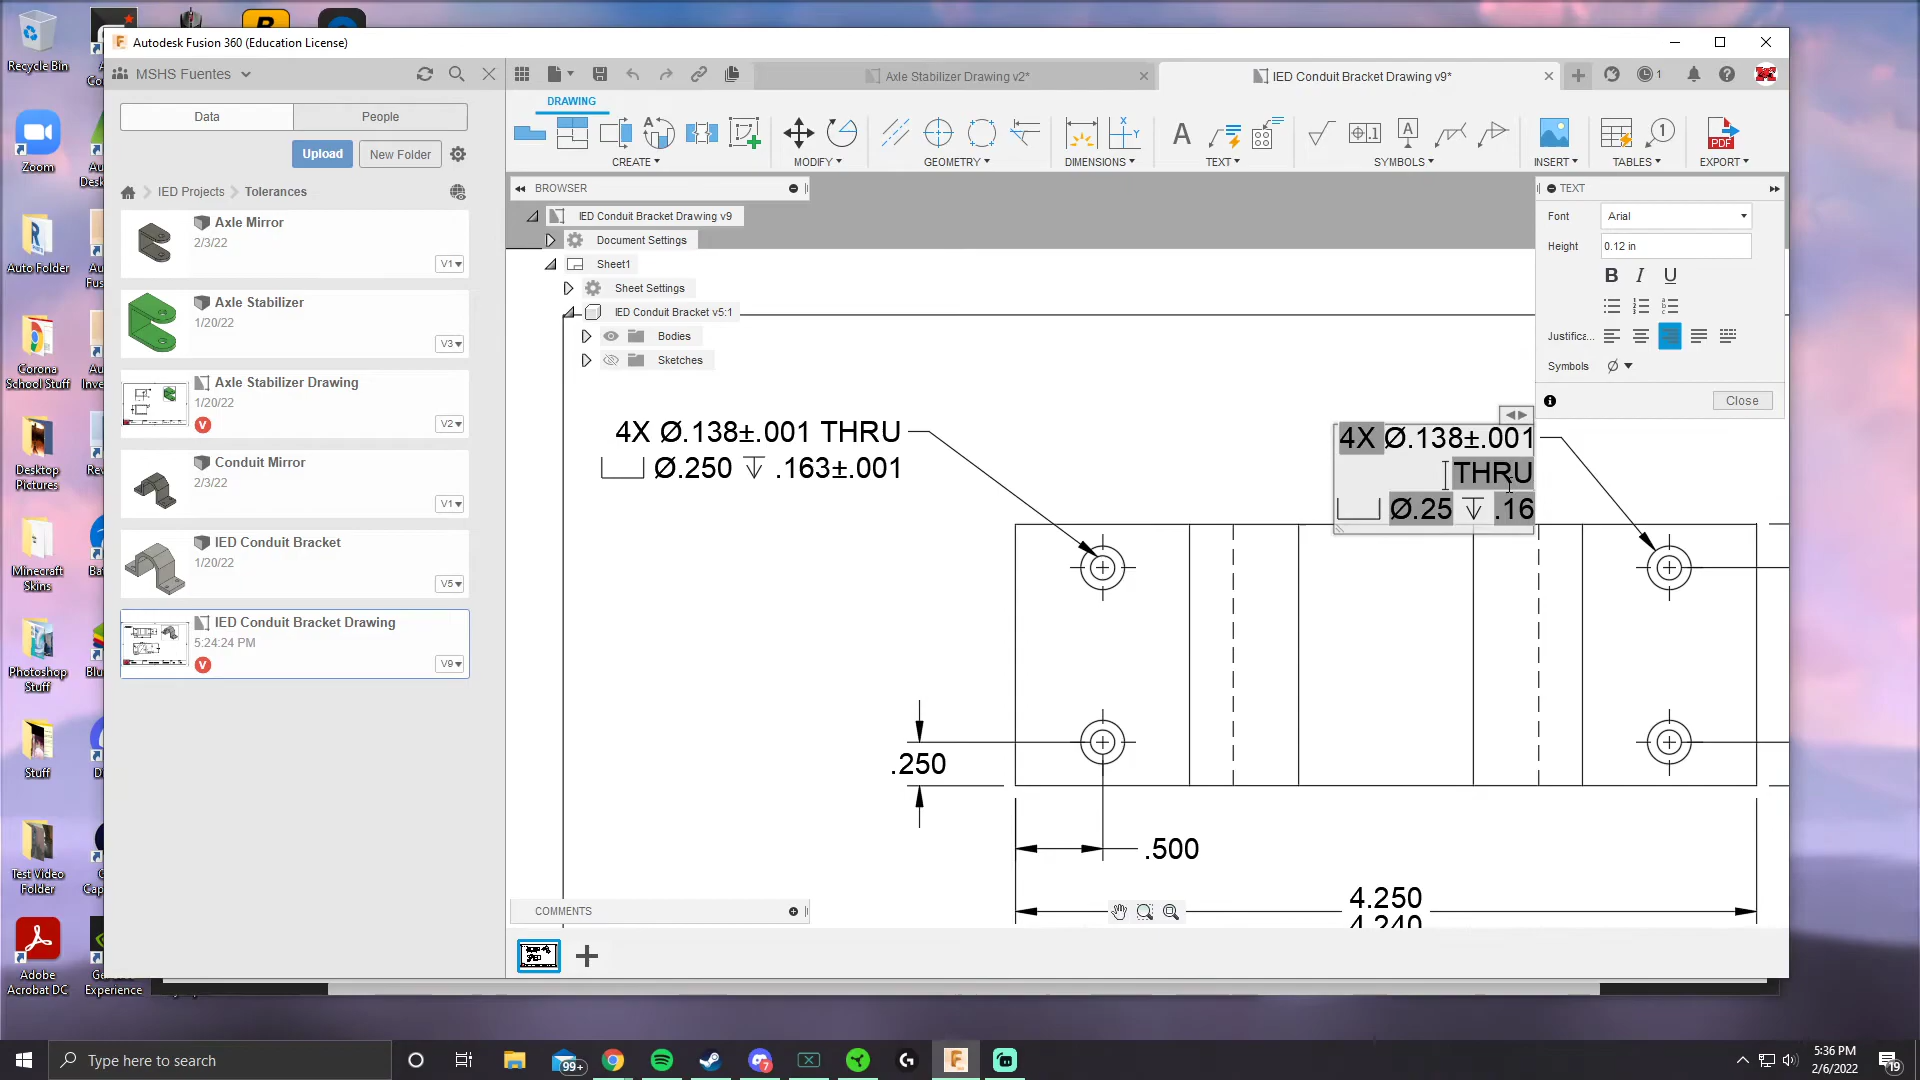 Recycle Bin
Autodesk Fusion 360 (Education License)
MSHS Fuentes
Data
People
Upload
New Folder
IED Projects
Tolerances
Axle Mirror
2/3/22
V1
Axle Stabilizer
1/20/22
V3
Axle Stabilizer Drawing
1/20/22
V
V2
Conduit Mirror
2/3/22
V1
IED Conduit Bracket
1/20/22
V5
IED Conduit Bracket Drawing
5:24:24 PM
V
V9
Axle Stabilizer Drawing v2*
IED Conduit Bracket Drawing v9*
1
DRAWING
CREATE
MODIFY
GEOMETRY
DIMENSIONS
TEXT
SYMBOLS
INSERT
TABLES
EXPORT
PDF
BROWSER
IED Conduit Bracket Drawing v9
Document Settings
Sheet1
Sheet Settings
IED Conduit Bracket v5:1
Bodies
Sketches
TEXT
Font
Arial
Height
0.12 in
B I U
Justifica...
Symbols
Ø
Close
4X Ø.138±.001 THRU
Ø.250 .163±.001
4X Ø.138±.001
THRU
Ø.25 .16
.250
.500
4.250
4.240
COMMENTS
Zoom
Auto Folder
Corona
School Stuff
Desktop
Pictures
Minecraft
Skins
Photoshop
Stuff
Stuff
Test Video
Folder
Adobe
Acrobat DC
Experience
Type here to search
99+
7
5:36 PM
2/6/2022
19